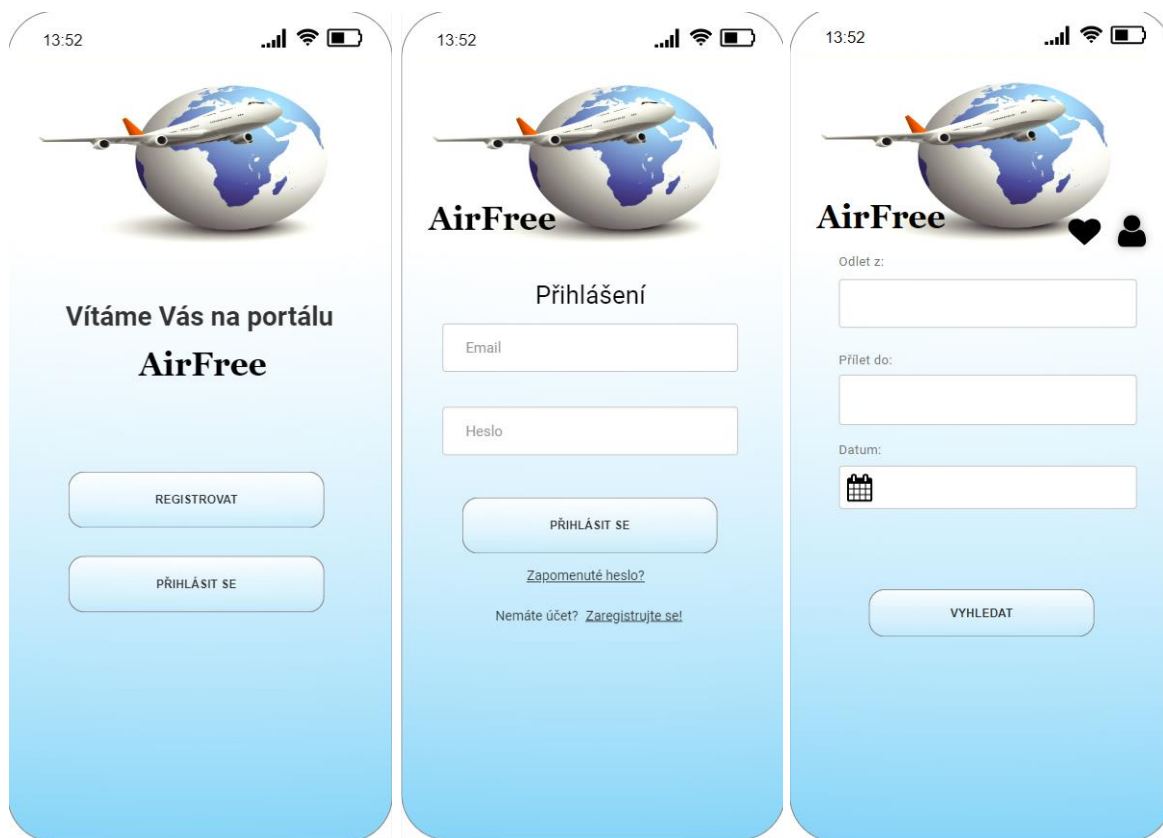 13:52
Vítáme Vás na portálu
AirFree
REGISTROVAT
PŘIHLÁSIT SE
13:52
AirFree
Přihlášení
Email
Heslo
PŘIHLÁSIT SE
Zapomenuté heslo?
Nemáte účet? Zaregistrujte se!
13:52
AirFree
Odlet z:
Přílet do:
Datum:
VYHLEDAT